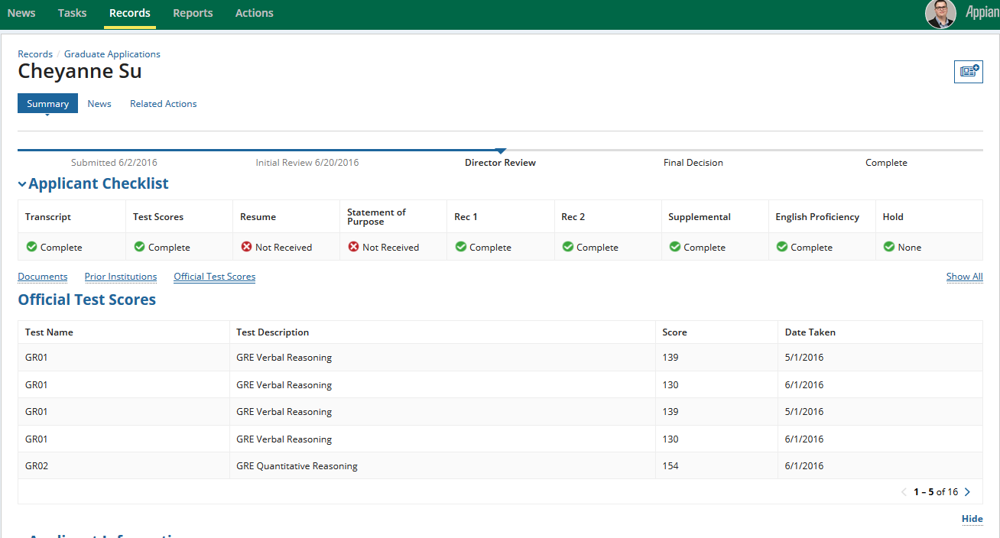 News Tasks Records Reports Actions Appian
Records / Graduate Applications
Cheyanne Su
Summary News Related Actions
Submitted 6/2/2016 Initial Review 6/20/2016 Director Review Final Decision Complete
Applicant Checklist
Transcript Test Scores Resume Statement of Purpose Rec 1 Rec 2 Supplemental English Proficiency Hold
Complete Complete Not Received Not Received Complete Complete Complete Complete None
Documents Prior Institutions Official Test Scores Show All
Official Test Scores
Test Name Test Description Score Date Taken
GR01 GRE Verbal Reasoning 139 5/1/2016
GR01 GRE Verbal Reasoning 130 6/1/2016
GR01 GRE Verbal Reasoning 139 5/1/2016
GR01 GRE Verbal Reasoning 130 6/1/2016
GR02 GRE Quantitative Reasoning 154 6/1/2016
1 – 5 of 16
Hide